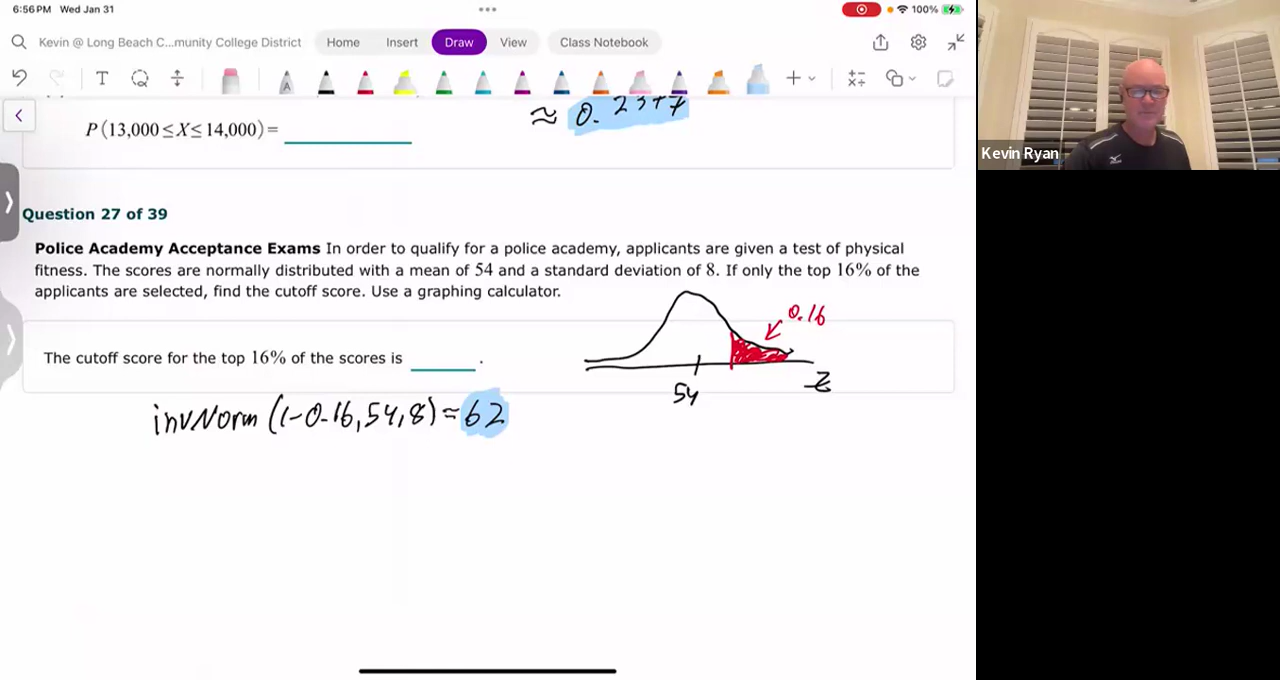 6:56 PM Wed Jan 31
100%
Kevin @ Long Beach C...munity College District Home Insert Draw View Class Notebook
P(13,000 ≤ X ≤ 14,000) =
≈ 0.2377
Question 27 of 39
Police Academy Acceptance Exams In order to qualify for a police academy, applicants are given a test of physical
fitness. The scores are normally distributed with a mean of 54 and a standard deviation of 8. If only the top 16% of the
applicants are selected, find the cutoff score. Use a graphing calculator.
0.16
The cutoff score for the top 16% of the scores is ______ .
54
z
invNorm (1-0.16,54,8) ≈ 62
Kevin Ryan